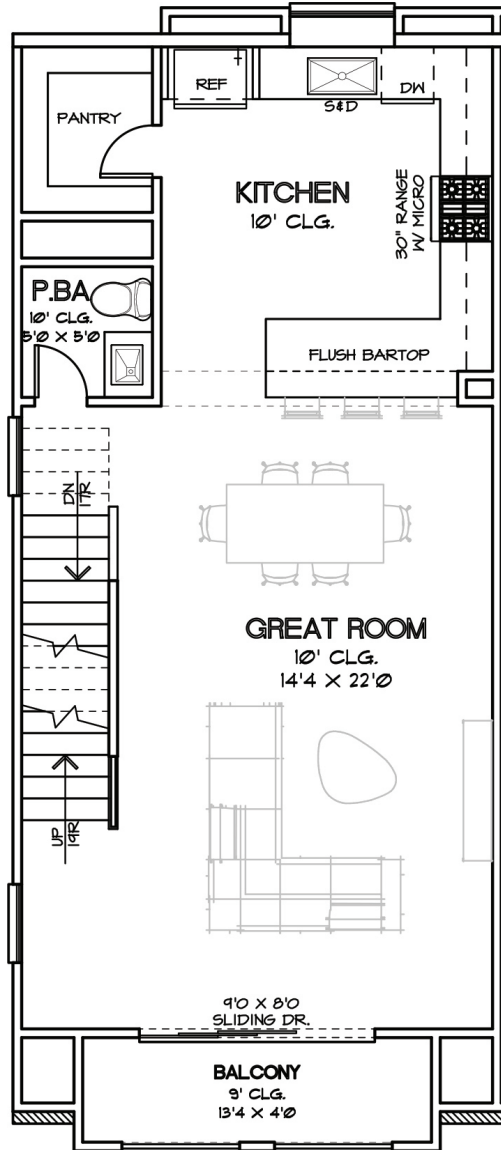 REF
S&D
DW
PANTRY
KITCHEN
10' CLG.
30" RANGE
W/ MICRO
P.BA
10' CLG.
5'0 X 5'0
FLUSH BARTOP
DN
17R
GREAT ROOM
10' CLG.
14'4 X 22'0
UP
19R
9'0 X 8'0
SLIDING DR.
BALCONY
9' CLG.
13'4 X 4'0